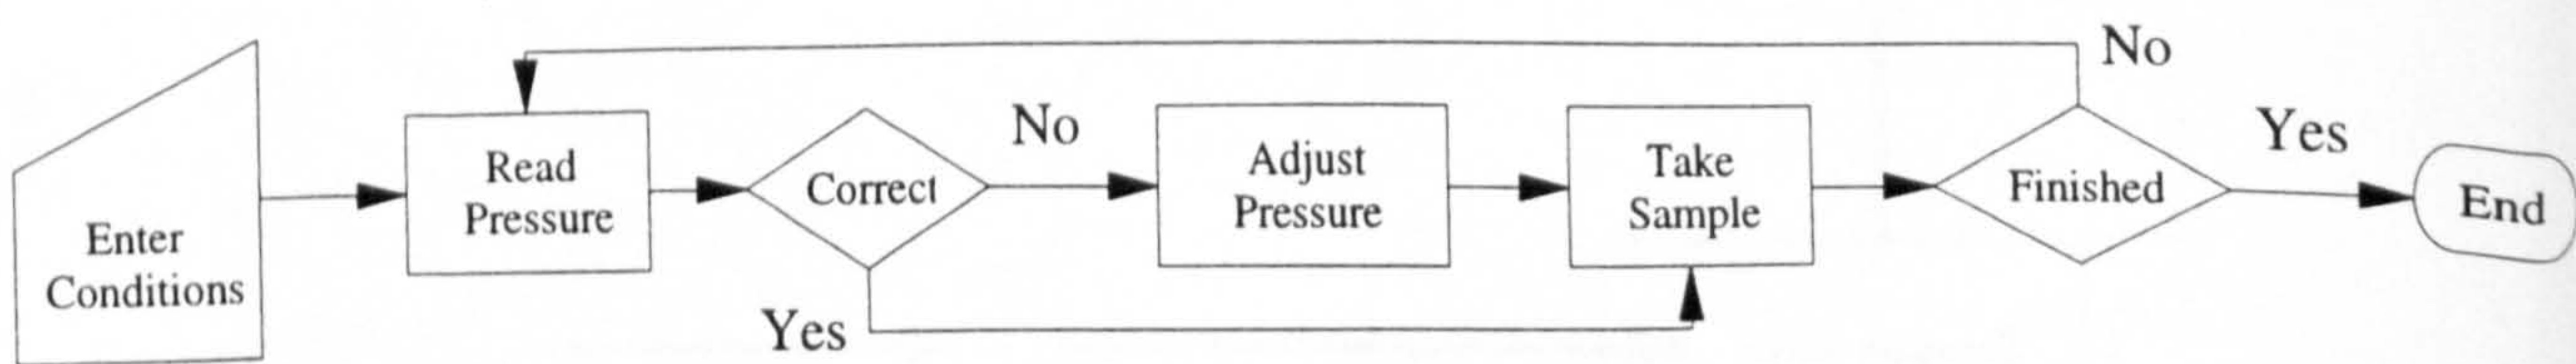 Enter
Conditions
Read
Pressure
Correct
No
Yes
Adjust
Pressure
Take
Sample
Finished
No
Yes
End